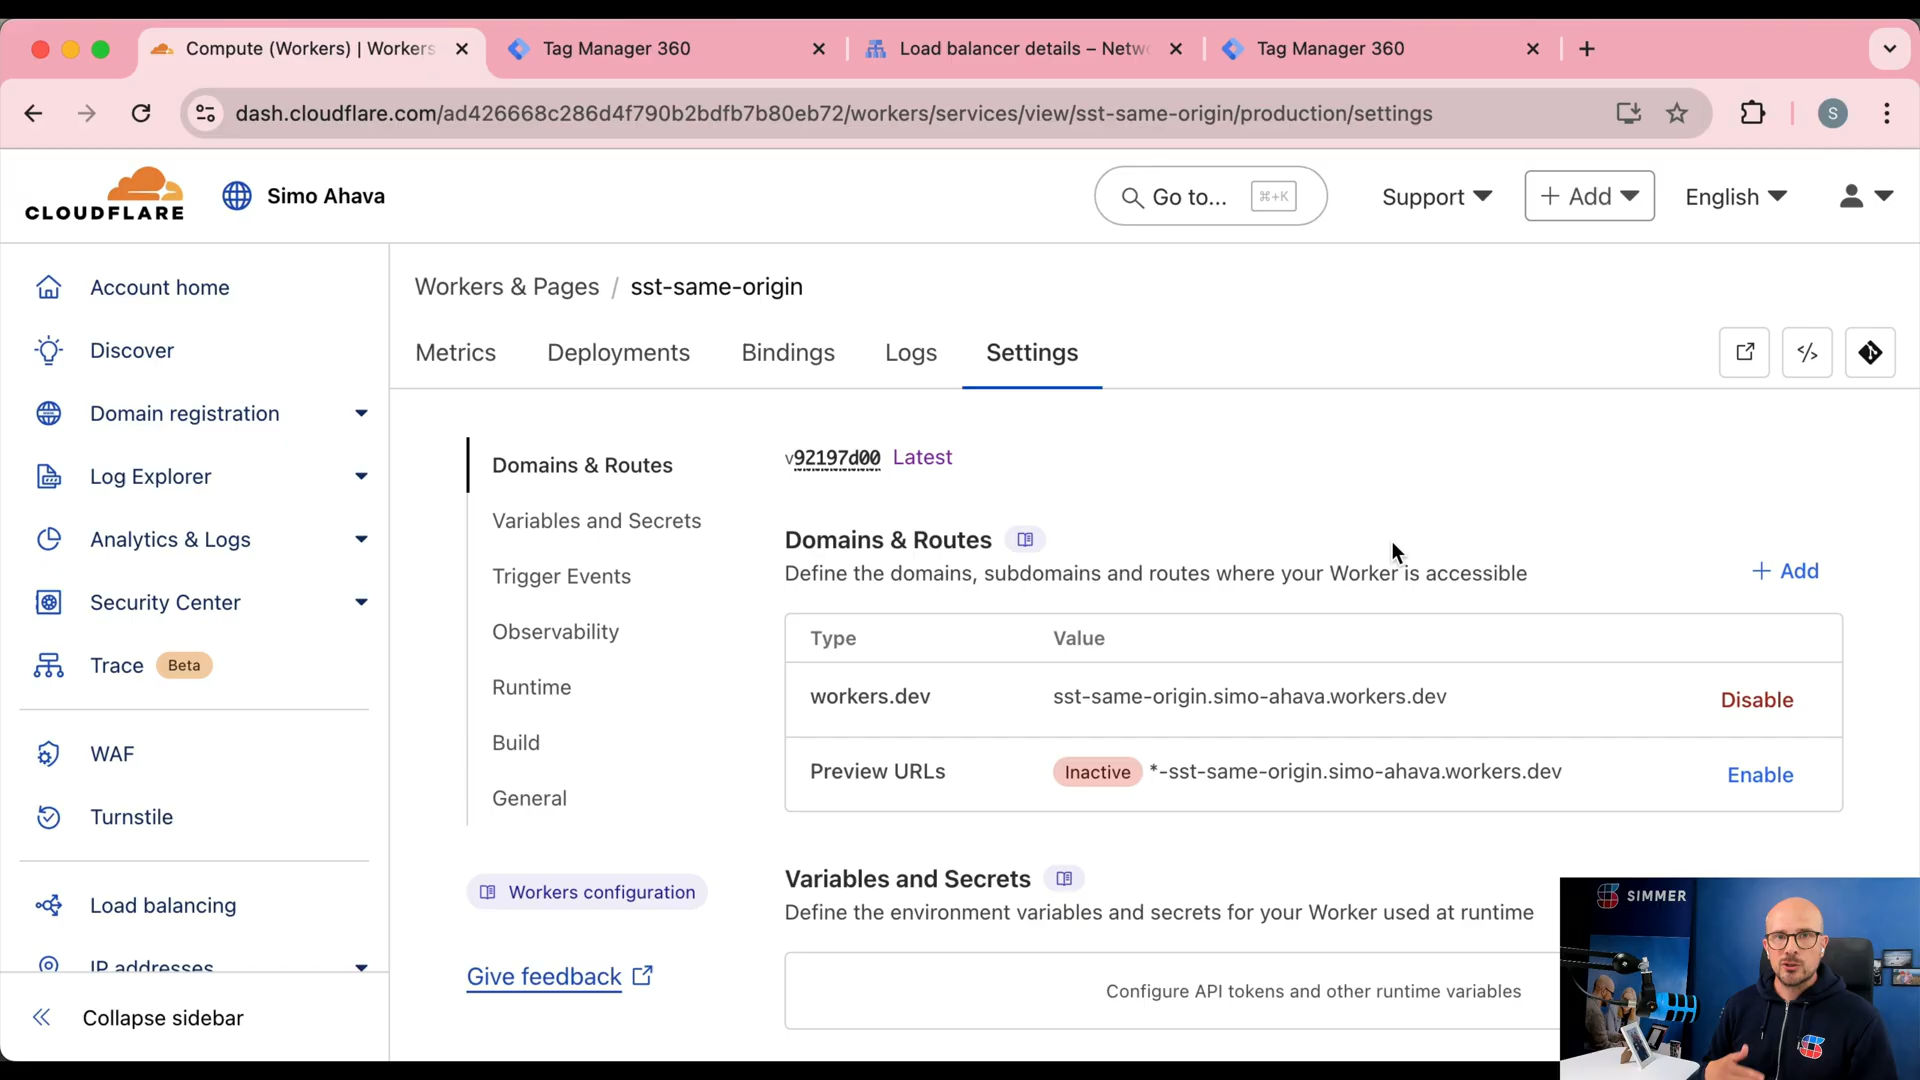 Compute (Workers) | Workers
Tag Manager 360
Load balancer details – Netw
Tag Manager 360
dash.cloudflare.com/ad426668c286d4f790b2bdfb7b80eb72/workers/services/view/sst-same-origin/production/settings
S
CLOUDFLARE
Simo Ahava
Go to...
⌘+K
Support
+ Add
English
Account home
Discover
Domain registration
Log Explorer
Analytics & Logs
Security Center
Trace Beta
WAF
Turnstile
Load balancing
IP addresses
Collapse sidebar
Workers & Pages / sst-same-origin
Metrics
Deployments
Bindings
Logs
Settings
Domains & Routes
Variables and Secrets
Trigger Events
Observability
Runtime
Build
General
Workers configuration
Give feedback
v92197d00 Latest
Domains & Routes
Define the domains, subdomains and routes where your Worker is accessible
+ Add
Type Value
workers.dev sst-same-origin.simo-ahava.workers.dev Disable
Preview URLs Inactive *-sst-same-origin.simo-ahava.workers.dev Enable
Variables and Secrets
Define the environment variables and secrets for your Worker used at runtime
Configure API tokens and other runtime variables
SIMMER